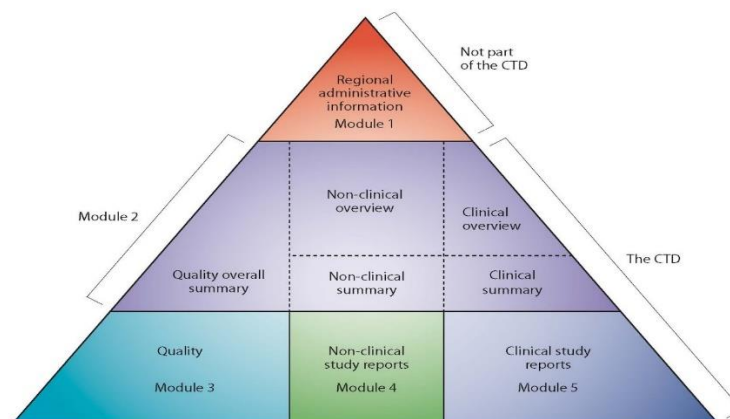 Not part
of the CTD
Regional
administrative
information
Module 1
Module 2
Non-clinical
overview
Clinical
overview
The CTD
Quality overall
summary
Non-clinical
summary
Clinical
summary
Quality
Module 3
Non-clinical
study reports
Module 4
Clinical study
reports
Module 5